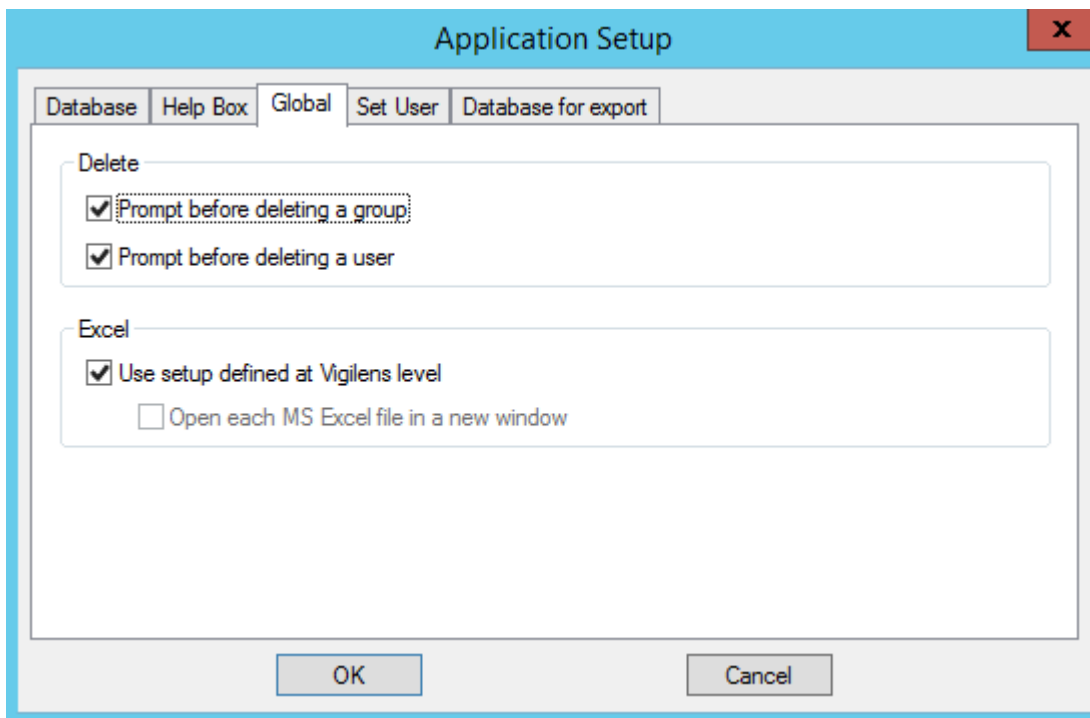 Application Setup
x
Database Help Box Global Set User Database for export
Delete
Prompt before deleting a group
Prompt before deleting a user
Excel
Use setup defined at Vigilens level
Open each MS Excel file in a new window
OK Cancel